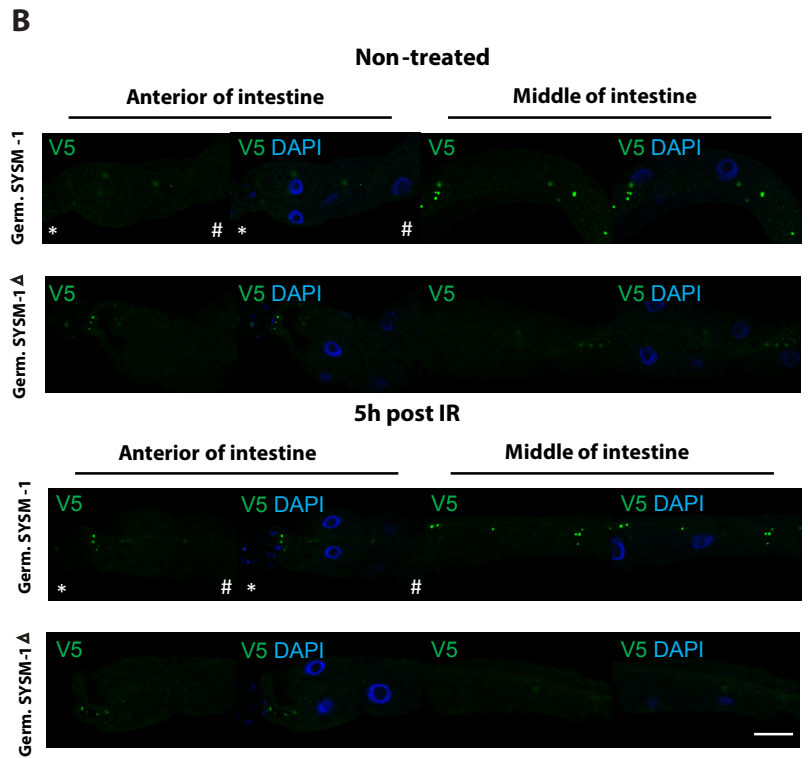 B
Non-treated
Anterior of intestine Middle of intestine
Germ. SYSM-1
V5 V5 DAPI V5 V5 DAPI
* # * #
Germ. SYSM-1Δ
V5 V5 DAPI V5 V5 DAPI
5h post IR
Anterior of intestine Middle of intestine
Germ. SYSM-1
V5 V5 DAPI V5 V5 DAPI
* # * #
Germ. SYSM-1Δ
V5 V5 DAPI V5 V5 DAPI